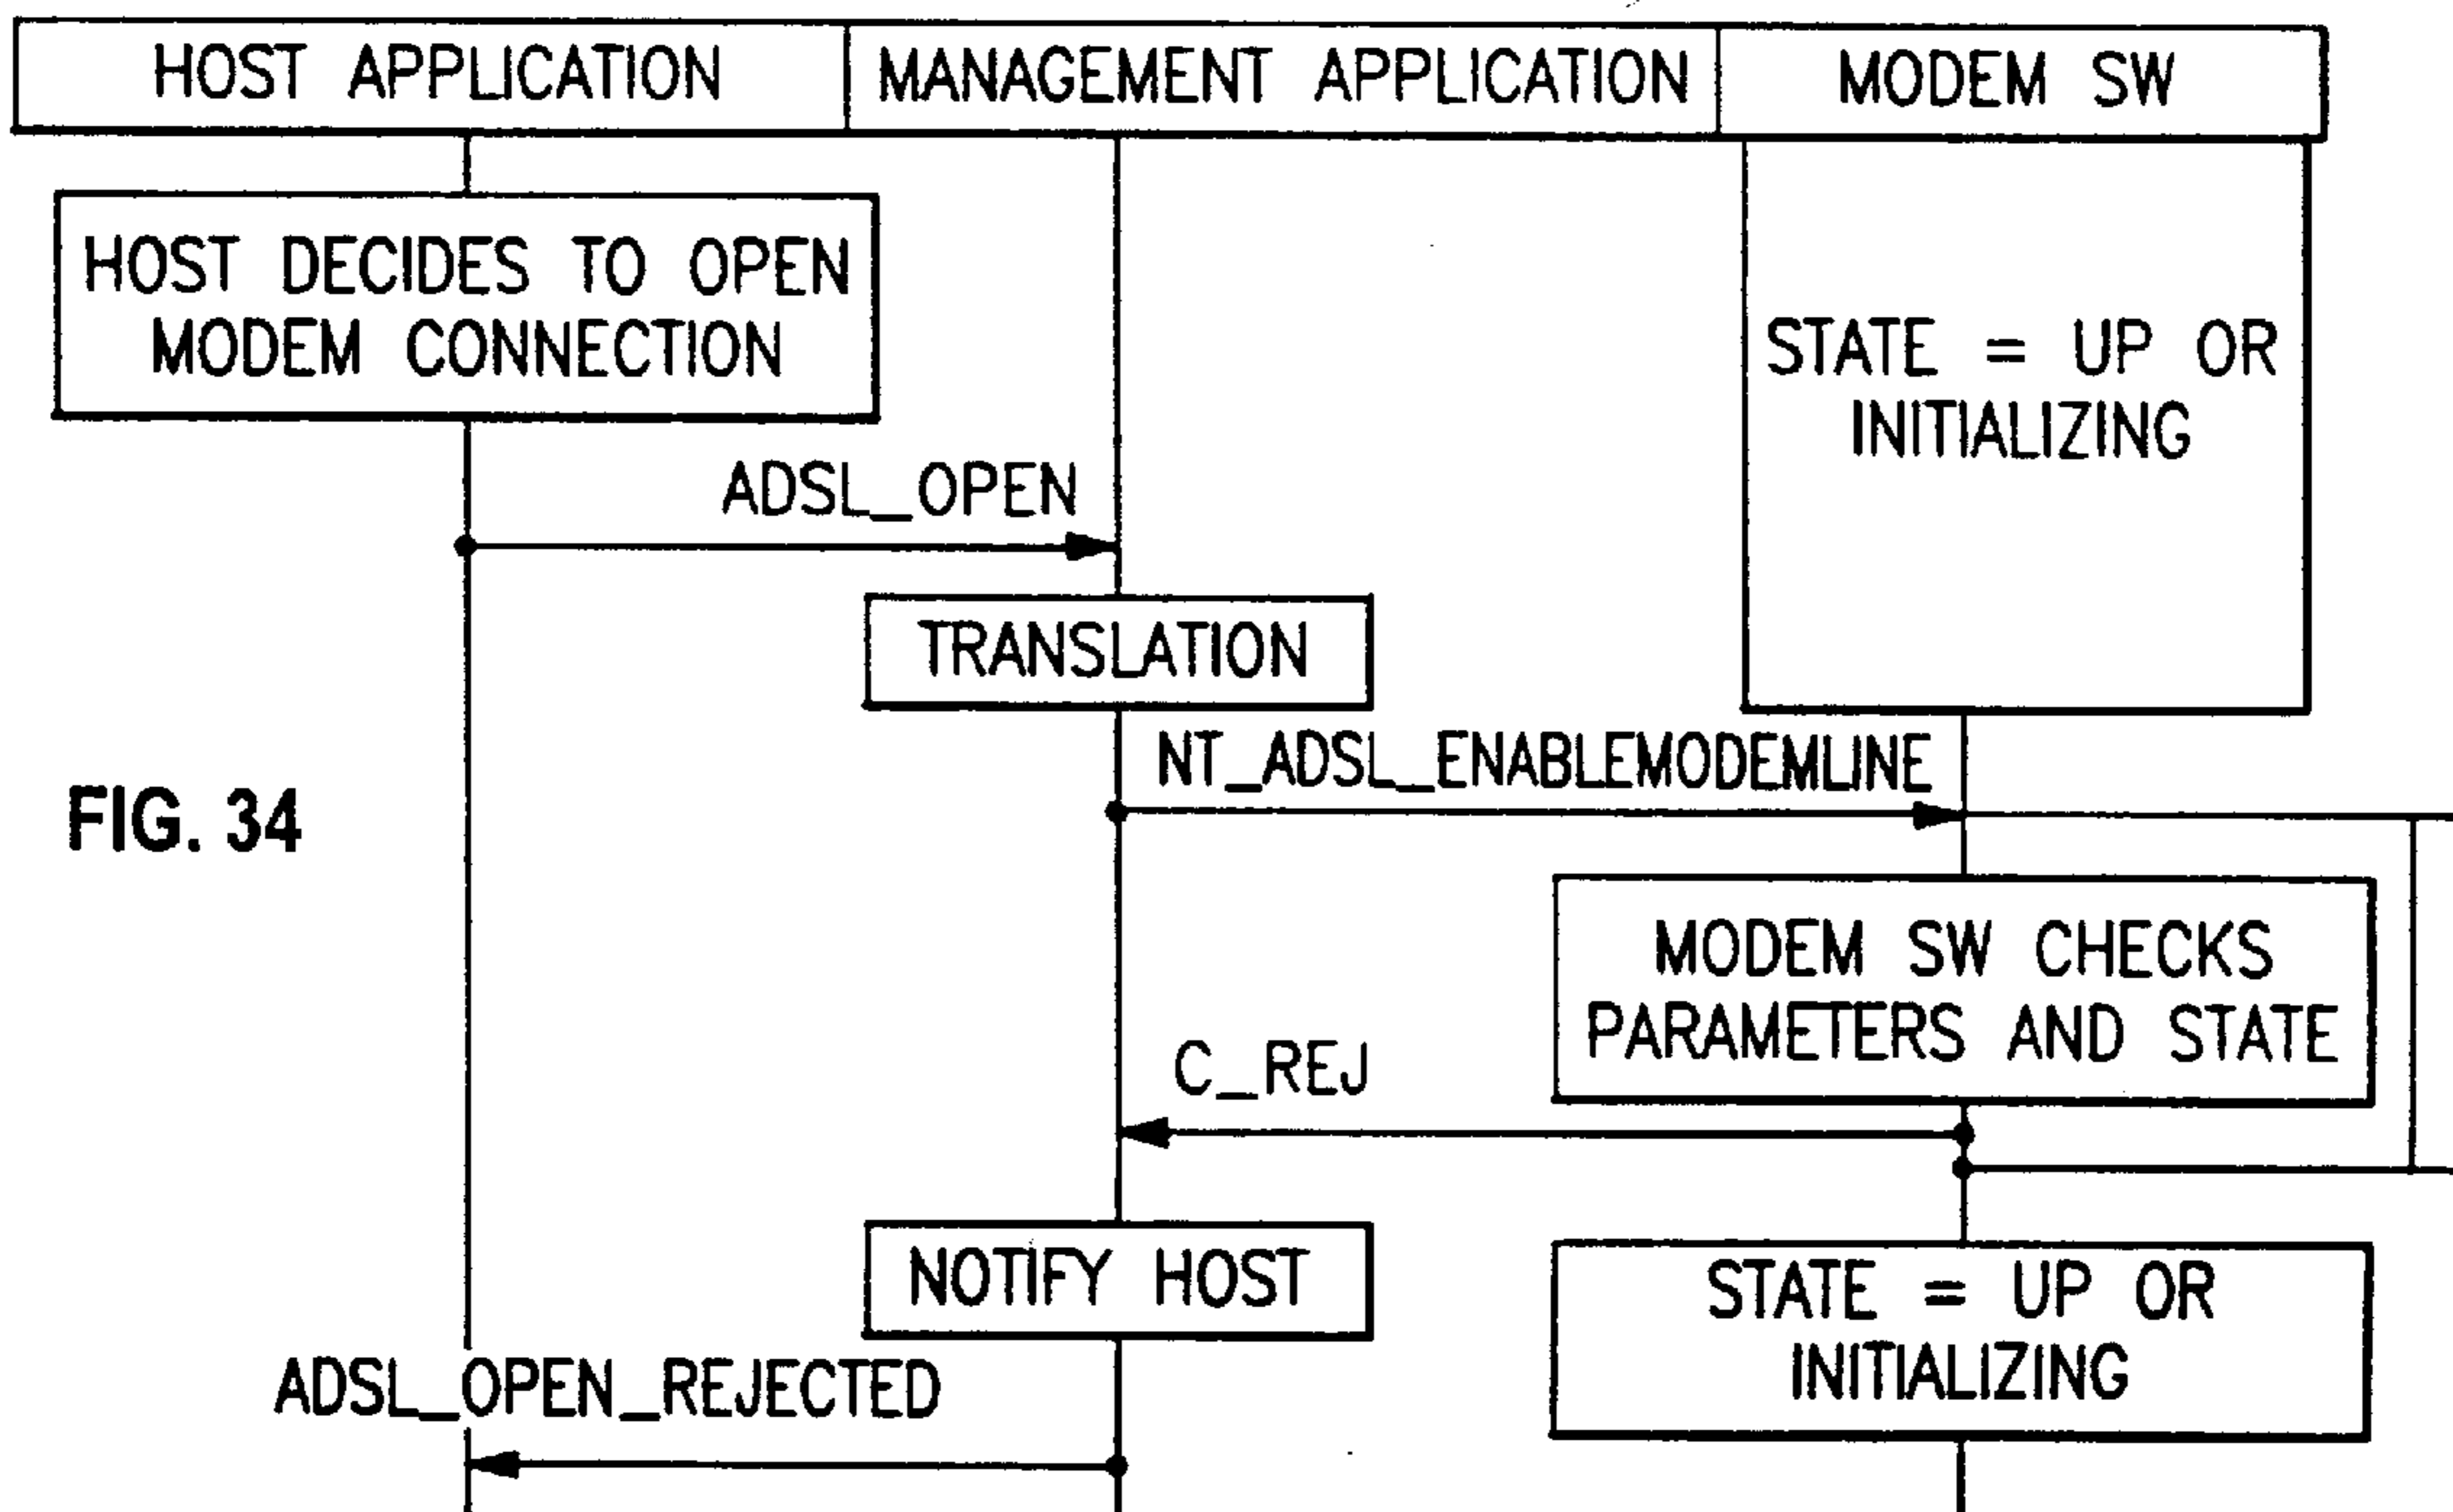 HOST APPLICATION
MANAGEMENT APPLICATION
MODEM SW
HOST DECIDES TO OPEN
MODEM CONNECTION
STATE = UP OR
INITIALIZING
ADSL_OPEN
TRANSLATION
NT_ADSL_ENABLEMODEMLINE
FIG. 34
MODEM SW CHECKS
PARAMETERS AND STATE
C_REJ
NOTIFY HOST
STATE = UP OR
INITIALIZING
ADSL_OPEN_REJECTED